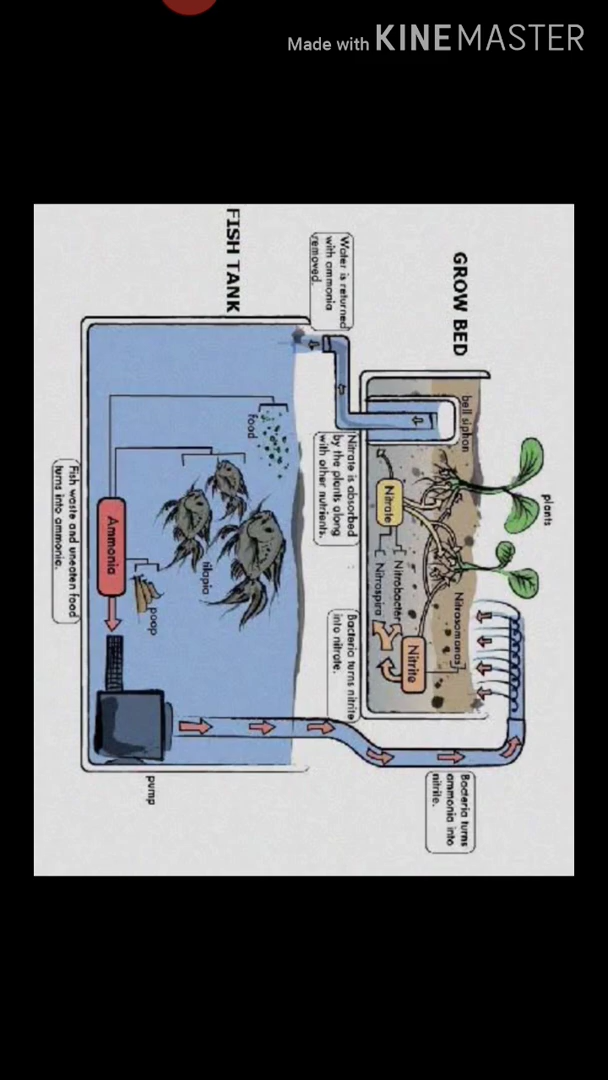 Made with KINEMASTER
plants
GROW BED
bell siphon
Nitrosomonas
Nitrate
Nitrobacter
Nitrospira
Nitrite
Bacteria turns
ammonia into
nitrite.
Water is returned
with ammonia
removed.
Nitrate is absorbed
by the plants along
with other nutrients.
Bacteria turns nitrite
into nitrate.
FISH TANK
food
tilapia
poop
pump
Ammonia
Fish waste and uneaten food
turns into ammonia.